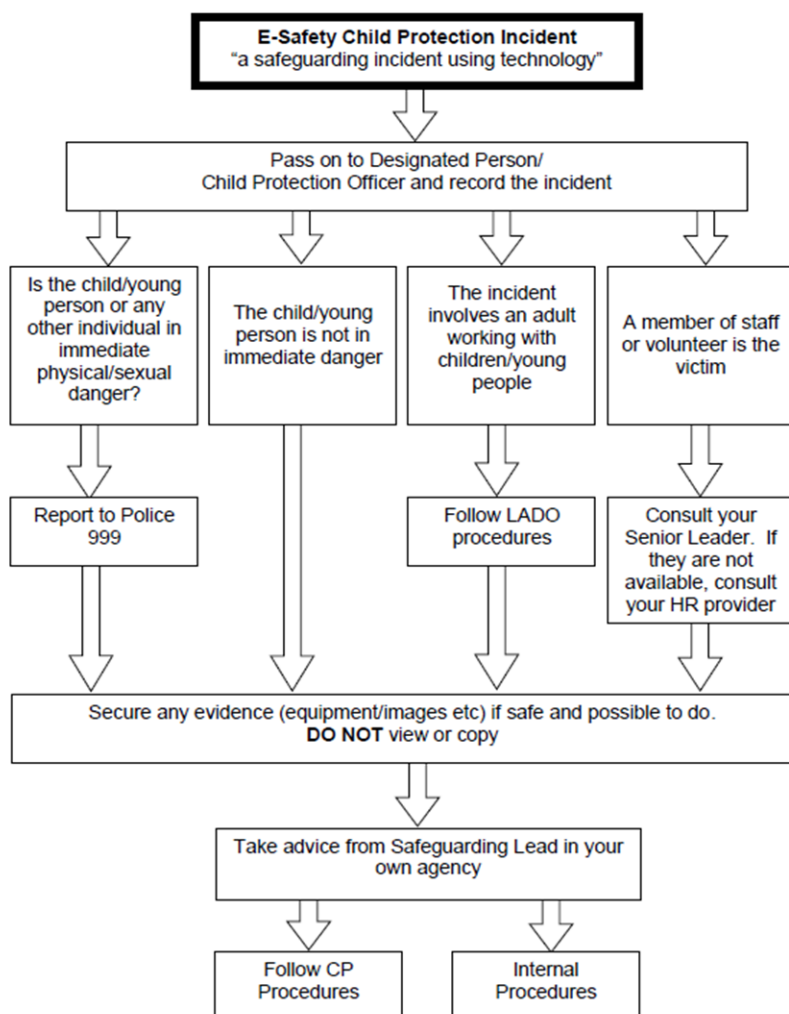 E-Safety Child Protection Incident
“a safeguarding incident using technology”
Pass on to Designated Person/
Child Protection Officer and record the incident
Is the child/young
person or any
other individual in
immediate
physical/sexual
danger?
The child/young
person is not in
immediate danger
The incident
involves an adult
working with
children/young
people
A member of staff
or volunteer is the
victim
Report to Police
999
Follow LADO
procedures
Consult your
Senior Leader.  If
they are not
available, consult
your HR provider
Secure any evidence (equipment/images etc) if safe and possible to do.
DO NOT view or copy
Take advice from Safeguarding Lead in your
own agency
Follow CP
Procedures
Internal
Procedures